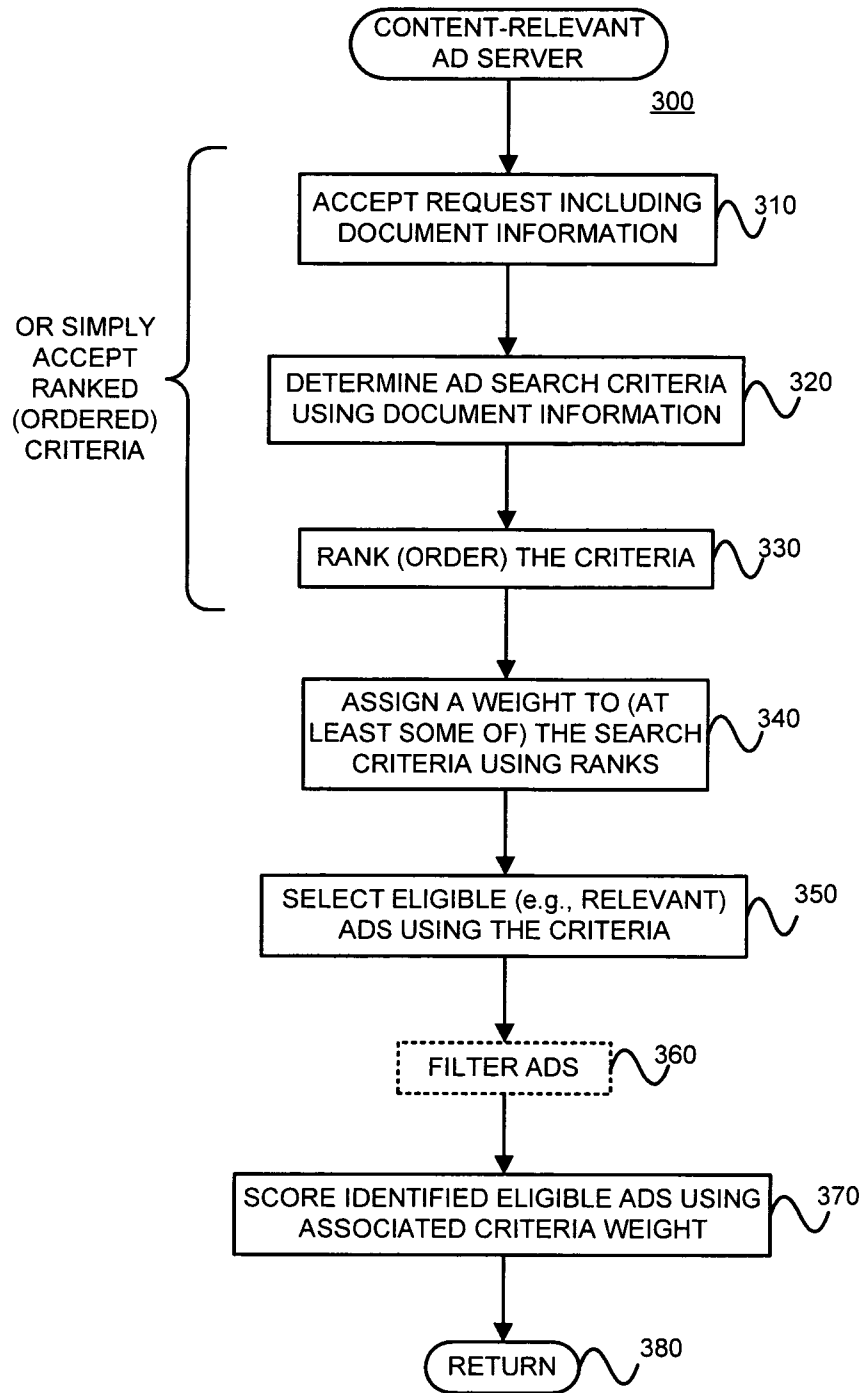 CONTENT-RELEVANT
AD SERVER
300
ACCEPT REQUEST INCLUDING
DOCUMENT INFORMATION
310
OR SIMPLY
ACCEPT
RANKED
(ORDERED)
CRITERIA
DETERMINE AD SEARCH CRITERIA
USING DOCUMENT INFORMATION
320
RANK (ORDER) THE CRITERIA
330
ASSIGN A WEIGHT TO (AT
LEAST SOME OF) THE SEARCH
CRITERIA USING RANKS
340
SELECT ELIGIBLE (e.g., RELEVANT)
ADS USING THE CRITERIA
350
FILTER ADS
360
SCORE IDENTIFIED ELIGIBLE ADS USING
ASSOCIATED CRITERIA WEIGHT
370
RETURN
380